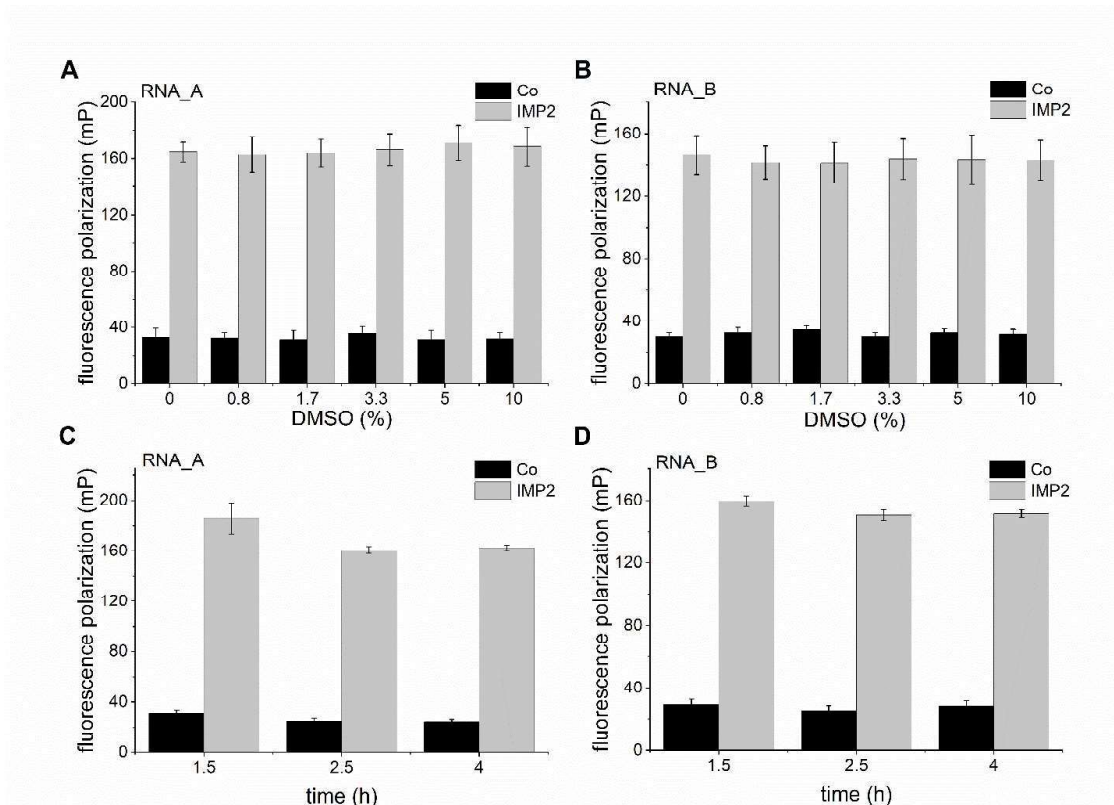 A
RNA_A
Co
IMP2
fluorescence polarization (mP)
200
160
120
80
40
0
0 0.8 1.7 3.3 5 10
DMSO (%)
B
RNA_B
Co
IMP2
fluorescence polarization (mP)
160
120
80
40
0
0 0.8 1.7 3.3 5 10
DMSO (%)
C
RNA_A
Co
IMP2
fluorescence polarization (mP)
200
160
120
80
40
0
1.5 2.5 4
time (h)
D
RNA_B
Co
IMP2
fluorescence polarization (mP)
160
120
80
40
0
1.5 2.5 4
time (h)